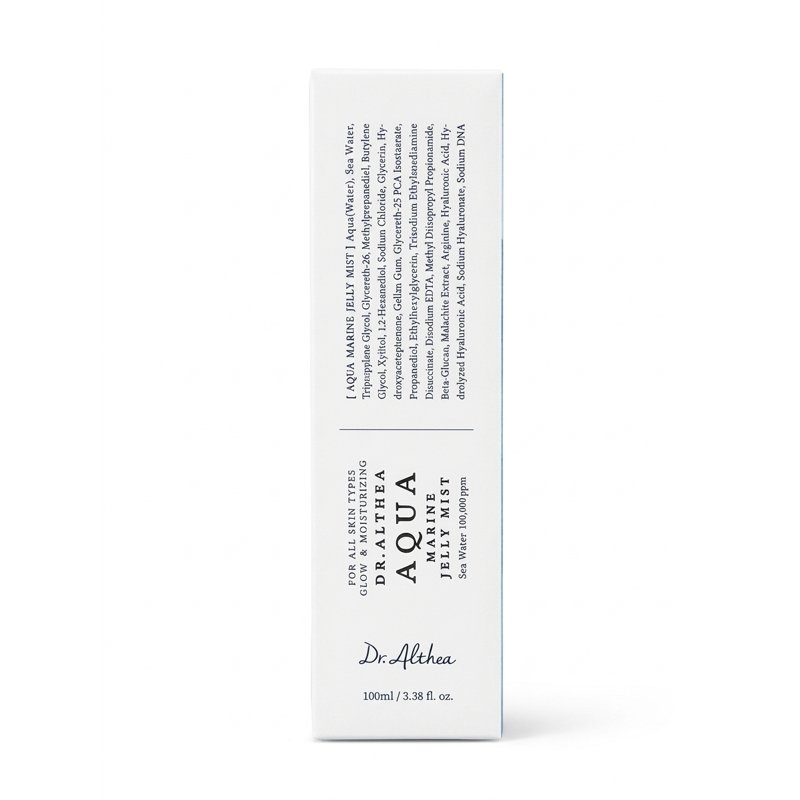 [ AQUA MARINE JELLY MIST ] Aqua(Water), Sea Water,
Tripropylene Glycol, Glycereth-26, Methylpropanediol, Butylene
Glycol, Xylitol, 1,2-Hexanediol, Sodium Chloride, Glycerin, Hy-
droxyacetophenone, Gellan Gum, Glycereth-25 PCA Isostearate,
Propanediol, Ethylhexylglycerin, Trisodium Ethylenediamine
Disuccinate, Disodium EDTA, Methyl Diisopropyl Propionamide,
Beta-Glucan, Malachite Extract, Arginine, Hyaluronic Acid, Hy-
drolyzed Hyaluronic Acid, Sodium Hyaluronate, Sodium DNA
FOR ALL SKIN TYPES
GLOW & MOISTURIZING
DR.ALTHEA
AQUA
MARINE
JELLY MIST
Sea Water 100,000ppm
Dr.Althea
100ml / 3.38 fl. oz.